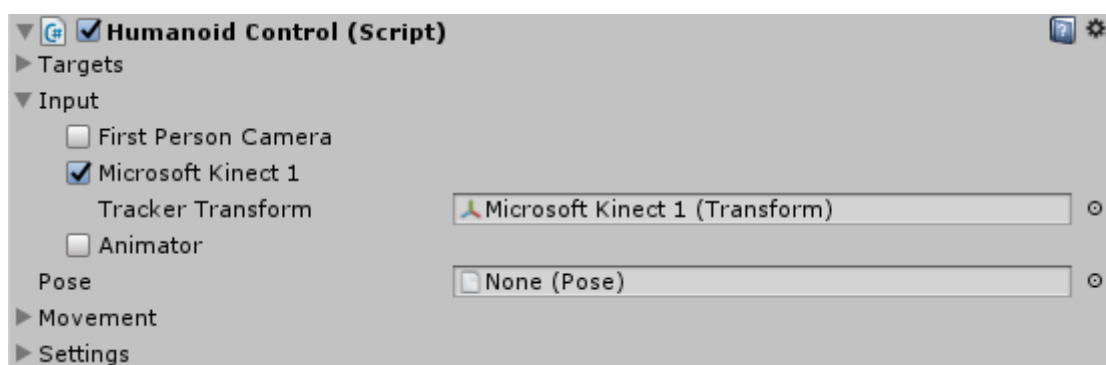 Humanoid Control (Script)
Targets
Input
First Person Camera
Microsoft Kinect 1
Tracker Transform Microsoft Kinect 1 (Transform)
Animator
Pose None (Pose)
Movement
Settings